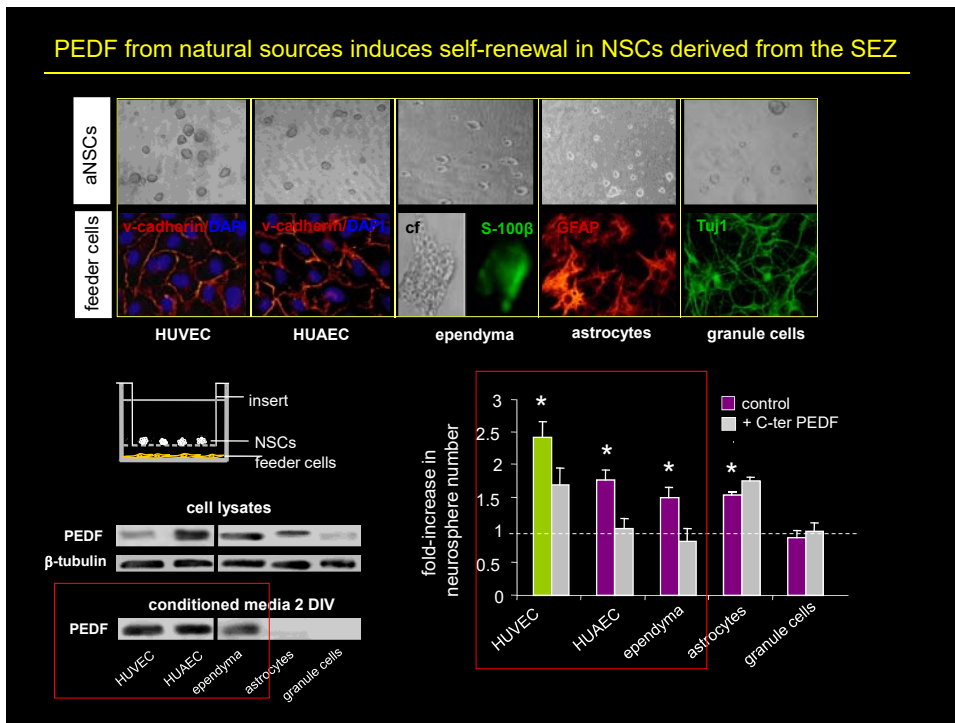 PEDF from natural sources induces self-renewal in NSCs derived from the SEZ
aNSCs
feeder cells
v-cadherin/DAPI
v-cadherin/DAPI
cf
S-100β
GFAP
Tuj1
HUVEC
HUAEC
ependyma
astrocytes
granule cells
insert
NSCs
feeder cells
cell lysates
PEDF
β-tubulin
conditioned media 2 DIV
PEDF
HUVEC
HUAEC
ependyma
astrocytes
granule cells
fold-increase in
neurosphere number
3
2.5
2
1.5
1
0.5
0
*
*
*
*
control
+ C-ter PEDF
HUVEC
HUAEC
ependyma
astrocytes
granule cells